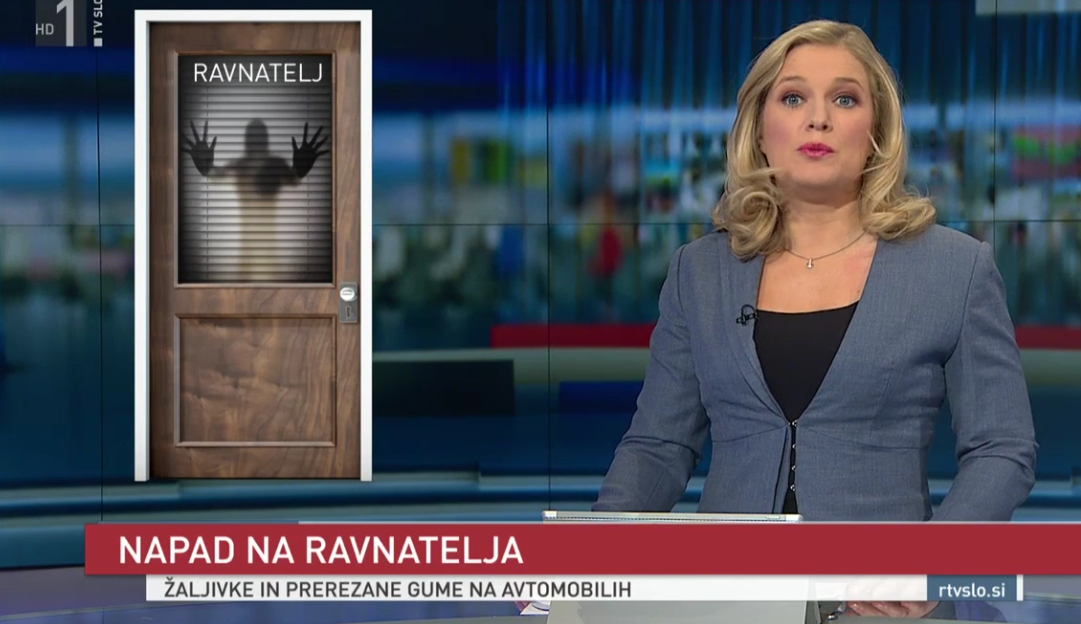 HD 1
TV SLO
RAVNATELJ
NAPAD NA RAVNATELJA
ŽALJIVKE IN PREREZANE GUME NA AVTOMOBILIH
rtvslo.si